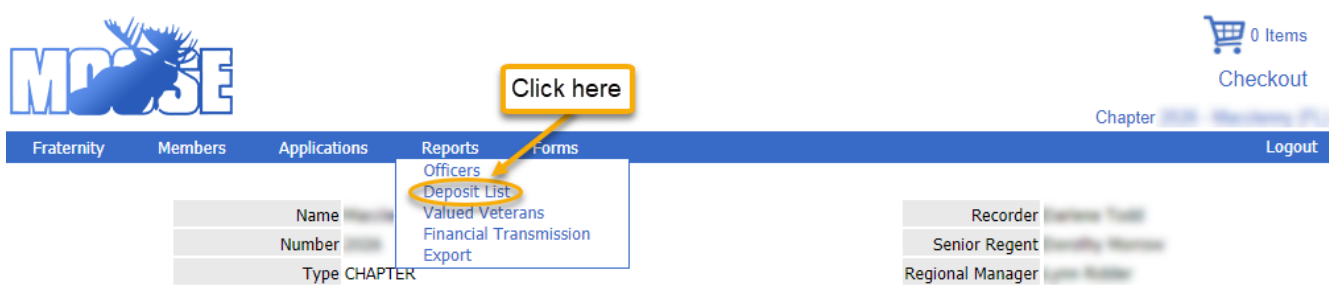 MOOSE
0 Items
Checkout
Click here
Chapter
Fraternity Members Applications Reports Forms Logout
Officers
Deposit List
Valued Veterans
Financial Transmission
Export
Name
Number
Type CHAPTER
Recorder
Senior Regent
Regional Manager